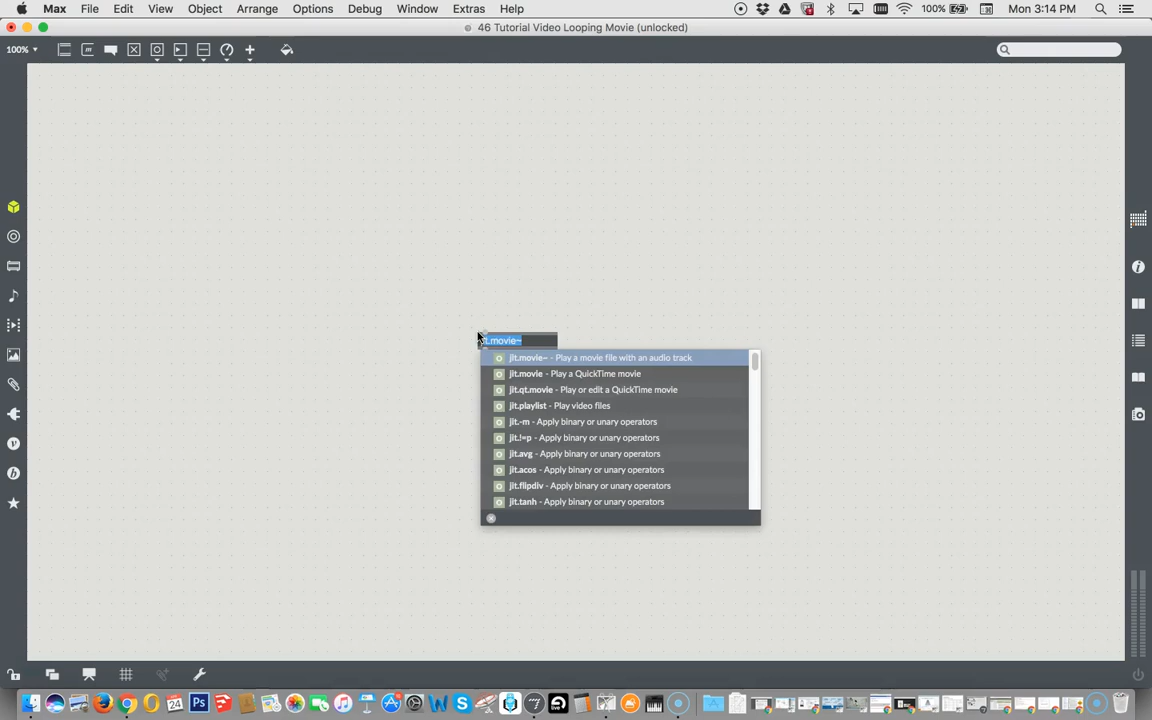 Max File Edit View Object Arrange Options Debug Window Extras Help 100% Mon 3:14 PM
46 Tutorial Video Looping Movie (unlocked)
100%
jit.movie~
jit.movie~ - Play a movie file with an audio track
jit.movie - Play a QuickTime movie
jit.qt.movie - Play or edit a QuickTime movie
jit.playlist - Play video files
jit.-m - Apply binary or unary operators
jit.!=p - Apply binary or unary operators
jit.avg - Apply binary or unary operators
jit.acos - Apply binary or unary operators
jit.flipdiv - Apply binary or unary operators
jit.tanh - Apply binary or unary operators